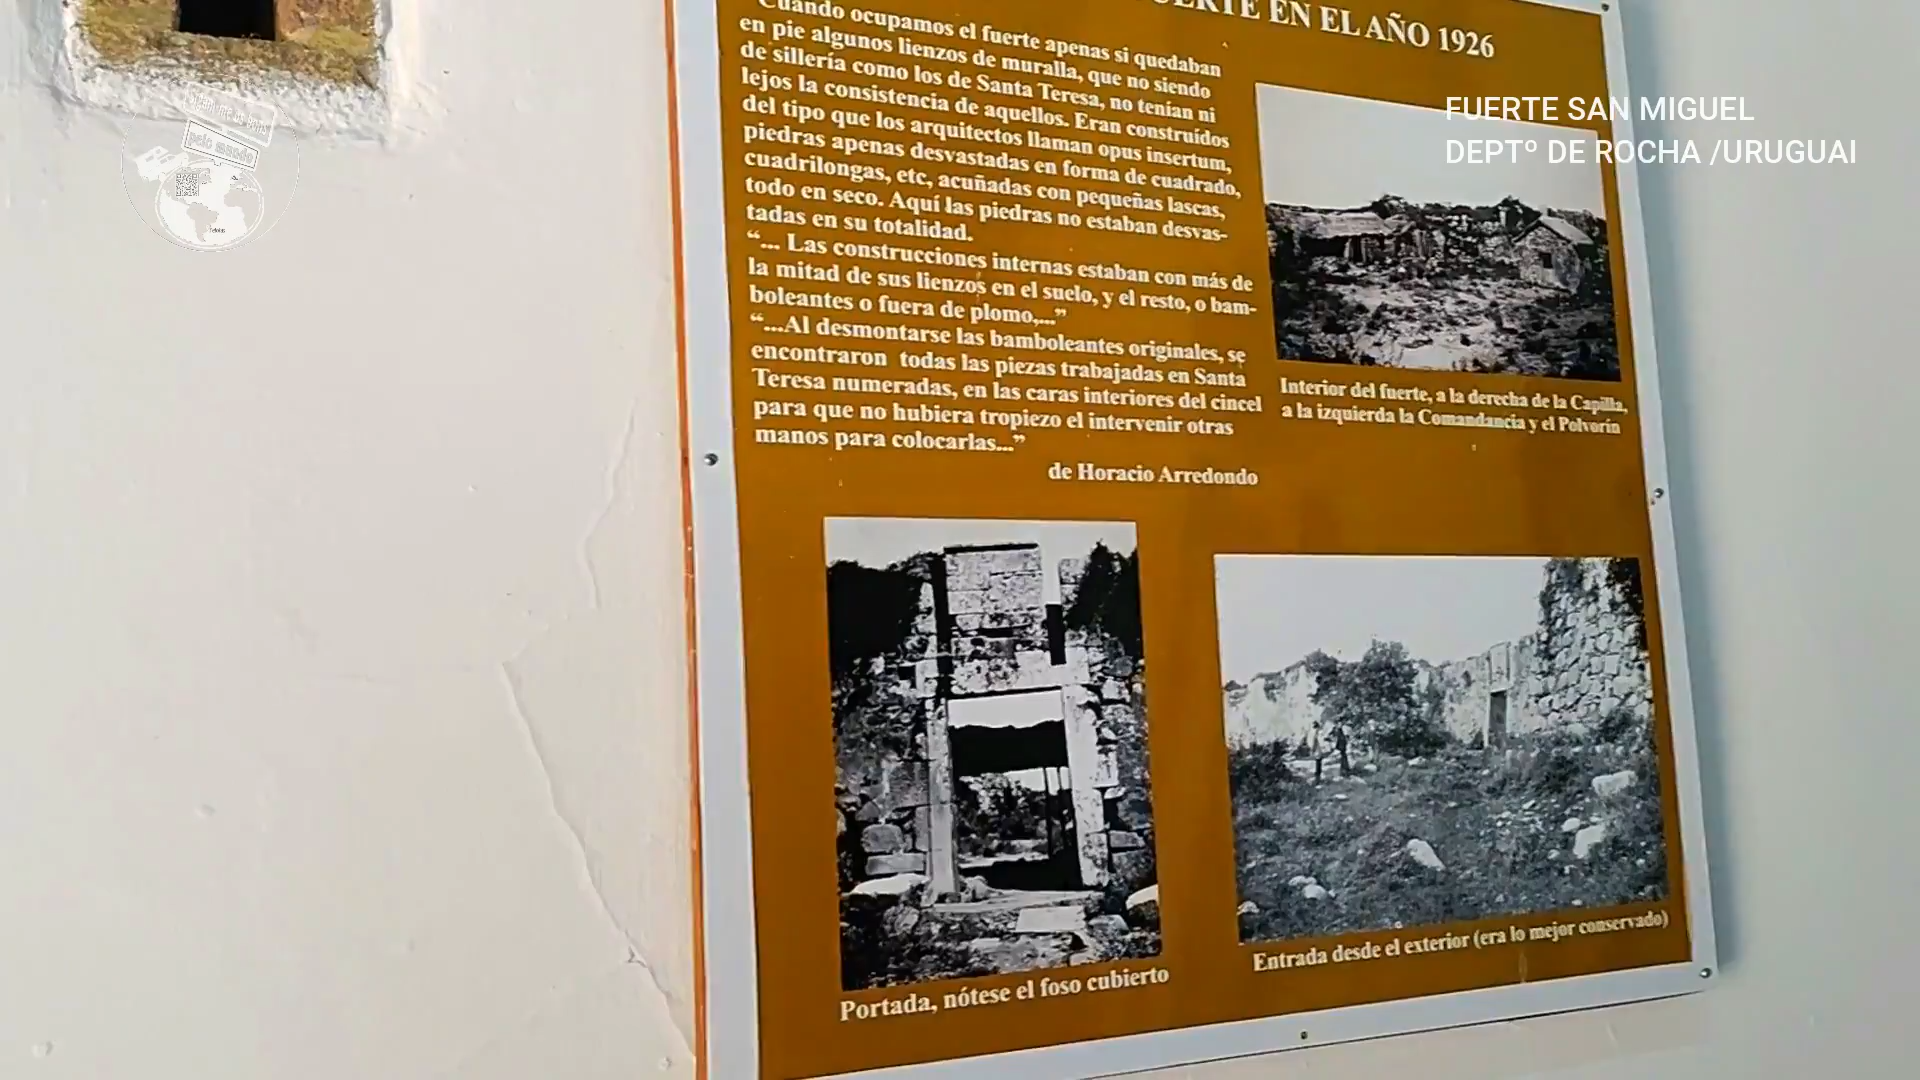 FUERTE EN EL AÑO 1926
Cuando ocupamos el fuerte apenas si quedaban
en pie algunos lienzos de muralla, que no siendo
de sillería como los de Santa Teresa, no tenían ni
lejos la consistencia de aquellos. Eran construídos
del tipo que los arquitectos llaman opus insertum,
piedras apenas desvastadas en forma de cuadrado,
cuadrilongas, etc, acuñadas con pequeñas lascas,
todo en seco. Aquí las piedras no estaban desvas-
tadas en su totalidad.
“... Las construcciones internas estaban con más de
la mitad de sus lienzos en el suelo, y el resto, o bam-
boleantes o fuera de plomo,...”
“...Al desmontarse las bamboleantes originales, se
encontraron todas las piezas trabajadas en Santa
Teresa numeradas, en las caras interiores del cincel
para que no hubiera tropiezo el intervenir otras
manos para colocarlas...”
de Horacio Arredondo
Interior del fuerte, a la derecha de la Capilla,
a la izquierda la Comandancia y el Polvorín
Portada, nótese el foso cubierto
Entrada desde el exterior (era lo mejor conservado)
FUERTE SAN MIGUEL
DEPTº DE ROCHA /URUGUAI
pelo mundo